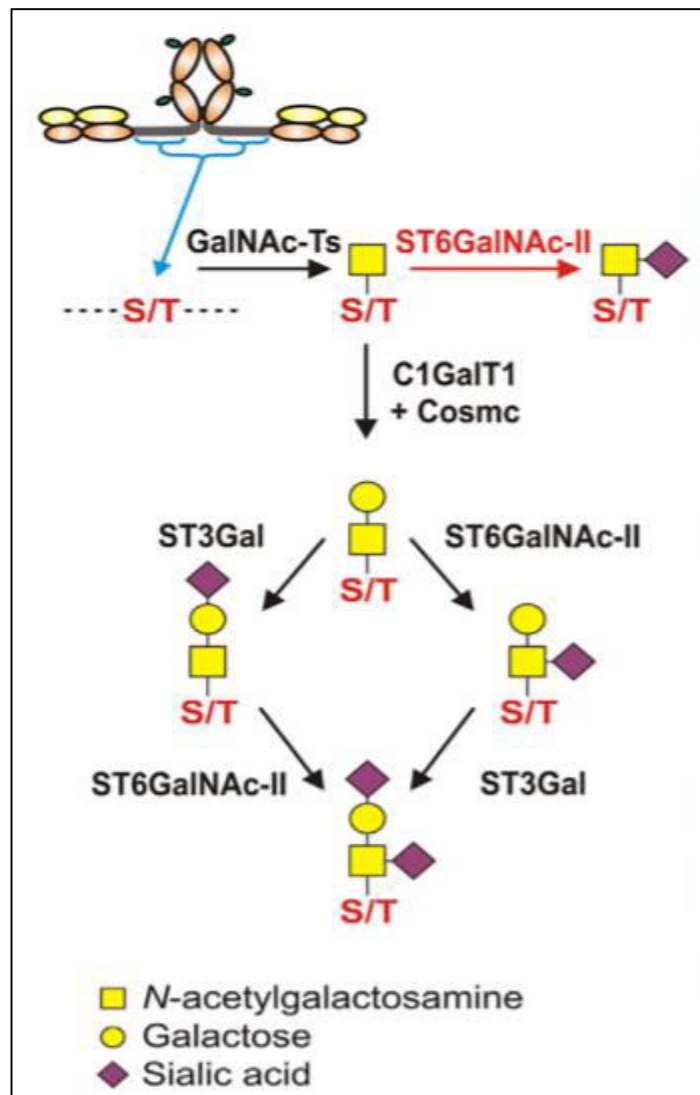 GalNAc-Ts
ST6GalNAc-II
----S/T----
S/T
S/T
C1GalT1
+ Cosmc
ST3Gal
ST6GalNAc-II
S/T
S/T
S/T
ST6GalNAc-II
ST3Gal
S/T
N-acetylgalactosamine
Galactose
Sialic acid